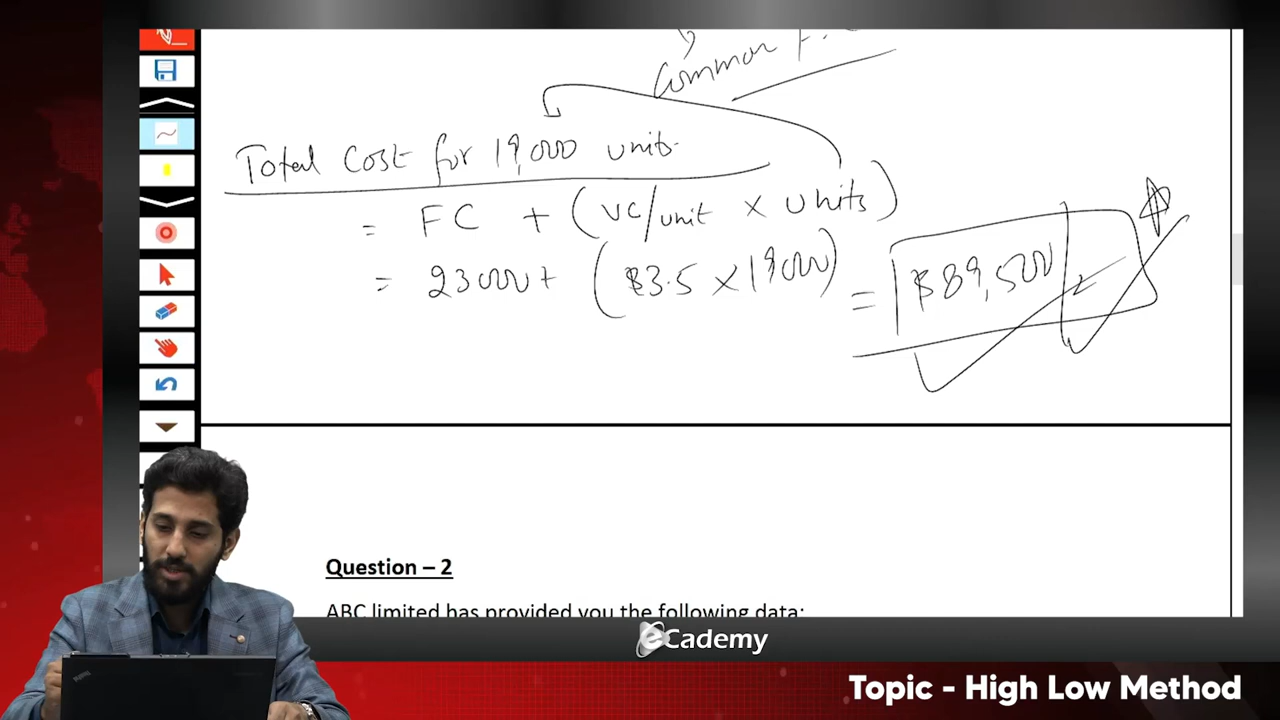 Common F.
Total Cost for 19,000 units
= FC + (VC/unit × units)
= 23000 + ($3.5 × 19000) = $89,500
Question – 2
ABC limited has provided you the following data:
eCademy
Topic - High Low Method